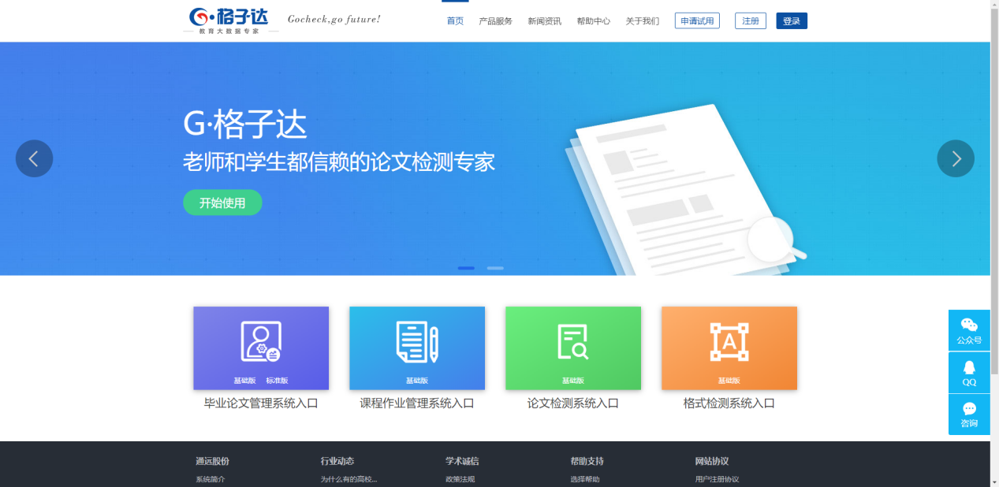 格子达
教育大数据专家
Gocheck,go future!
首页 产品服务 新闻资讯 帮助中心 关于我们 申请试用 注册 登录
G·格子达
老师和学生都信赖的论文检测专家
开始使用
基础版 标准版
毕业论文管理系统入口
基础版
课程作业管理系统入口
基础版
论文检测系统入口
A
基础版
格式检测系统入口
公众号
QQ
咨询
通远股份 行业动态 学术诚信 帮助支持 网站协议
系统简介 为什么有的高校... 政策法规 选择帮助 用户注册协议